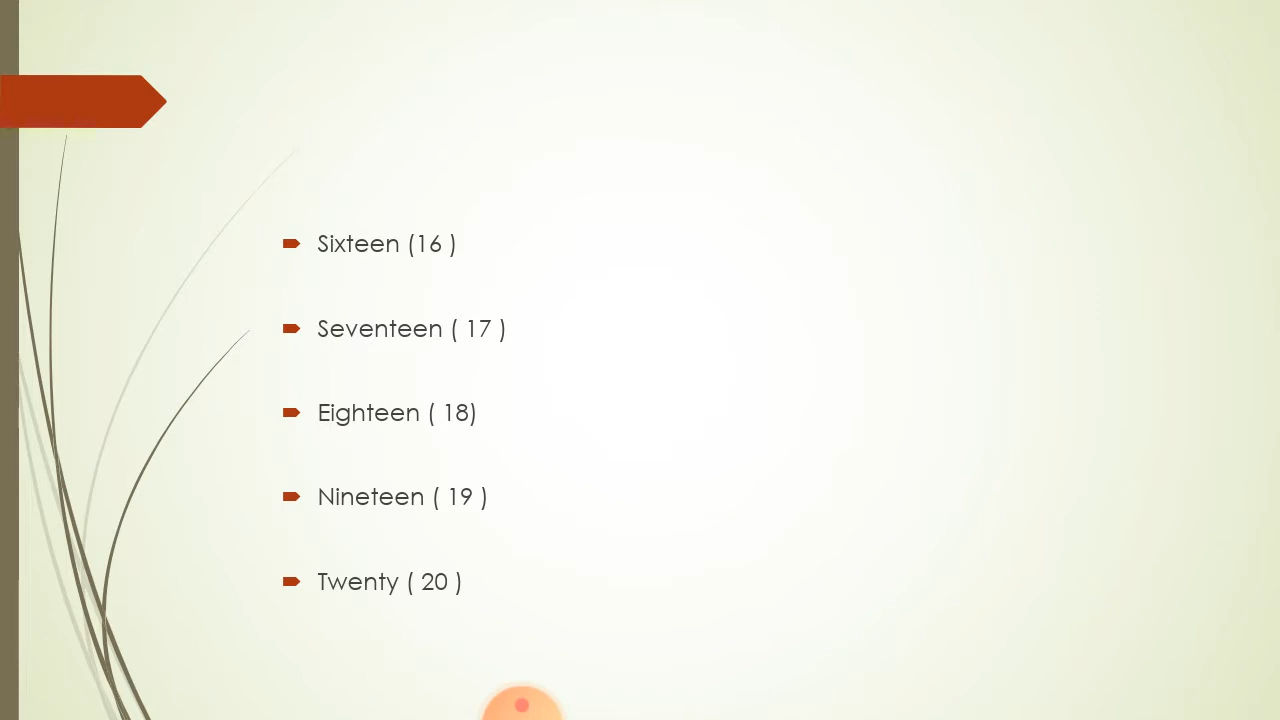 Sixteen (16 )
Seventeen ( 17 )
Eighteen ( 18)
Nineteen ( 19 )
Twenty ( 20 )